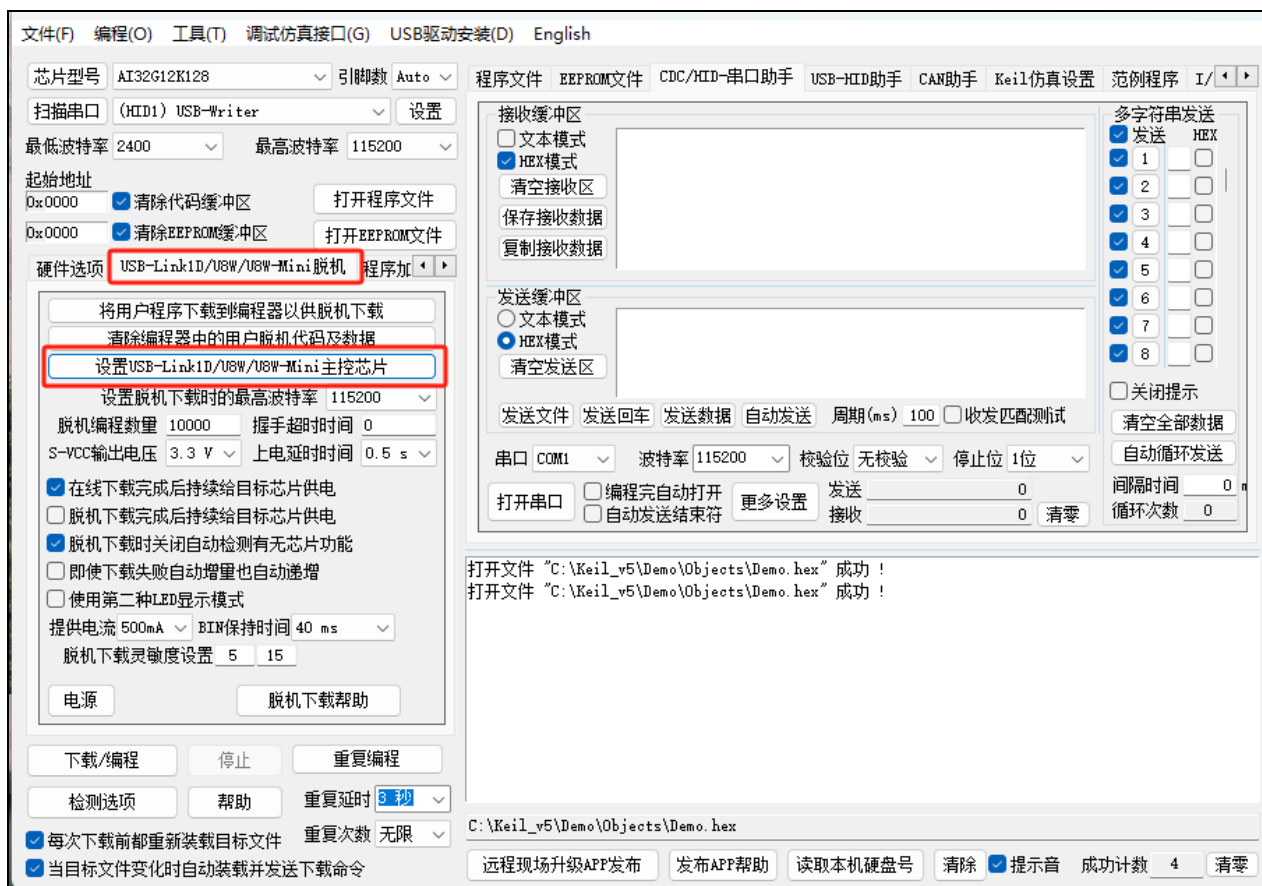 文件(F) 编程(O) 工具(T) 调试仿真接口(G) USB驱动安装(D) English
芯片型号 AI32G12K128 引脚数 Auto
扫描串口 (HID1) USB-Writer 设置
最低波特率 2400 最高波特率 115200
起始地址
0x0000 清除代码缓冲区 打开程序文件
0x0000 清除EEPROM缓冲区 打开EEPROM文件
硬件选项 USB-Link1D/U8W/U8W-Mini脱机 程序加
将用户程序下载到编程器以供脱机下载
清除编程器中的用户脱机代码及数据
设置USB-Link1D/U8W/U8W-Mini主控芯片
设置脱机下载时的最高波特率 115200
脱机编程数量 10000 握手超时时间 0
S-VCC输出电压 3.3 V 上电延时时间 0.5 s
在线下载完成后持续给目标芯片供电
脱机下载完成后持续给目标芯片供电
脱机下载时关闭自动检测有无芯片功能
即使下载失败自动增量也自动递增
使用第二种LED显示模式
提供电流 500mA BIN保持时间 40 ms
脱机下载灵敏度设置 5 15
电源 脱机下载帮助
下载/编程 停止 重复编程
检测选项 帮助 重复延时 3 秒
每次下载前都重新装载目标文件 重复次数 无限
当目标文件变化时自动装载并发送下载命令
程序文件 EEPROM文件 CDC/HID-串口助手 USB-HID助手 CAN助手 Keil仿真设置 范例程序 I/
接收缓冲区
文本模式
HEX模式
清空接收区
保存接收数据
复制接收数据
发送缓冲区
文本模式
HEX模式
清空发送区
发送文件 发送回车 发送数据 自动发送 周期(ms) 100 收发匹配测试
串口 COM1 波特率 115200 校验位 无校验 停止位 1位
打开串口 编程完自动打开 更多设置 发送 0
自动发送结束符 接收 0 清零
多字符串发送
发送 HEX
1
2
3
4
5
6
7
8
关闭提示
清空全部数据
自动循环发送
间隔时间 0 m
循环次数 0
打开文件 "C:\Keil_v5\Demo\Objects\Demo.hex" 成功 !
打开文件 "C:\Keil_v5\Demo\Objects\Demo.hex" 成功 !
C:\Keil_v5\Demo\Objects\Demo.hex
远程现场升级APP发布 发布APP帮助 读取本机硬盘号 清除 提示音 成功计数 4 清零